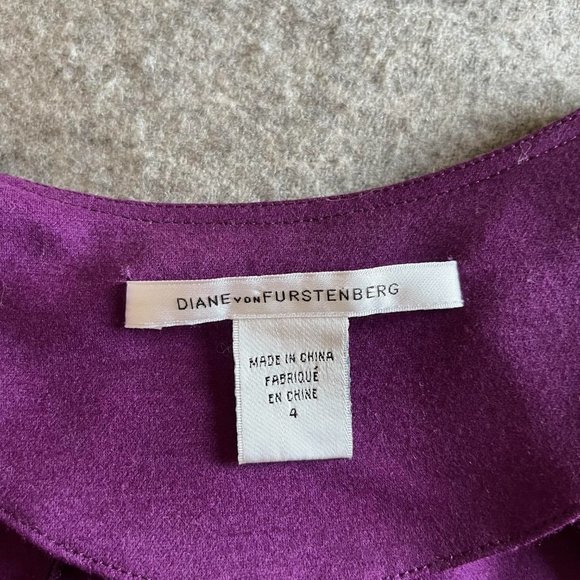 DIANE VON FURSTENBERG
MADE IN CHINA
FABRIQUÉ
EN CHINE
4